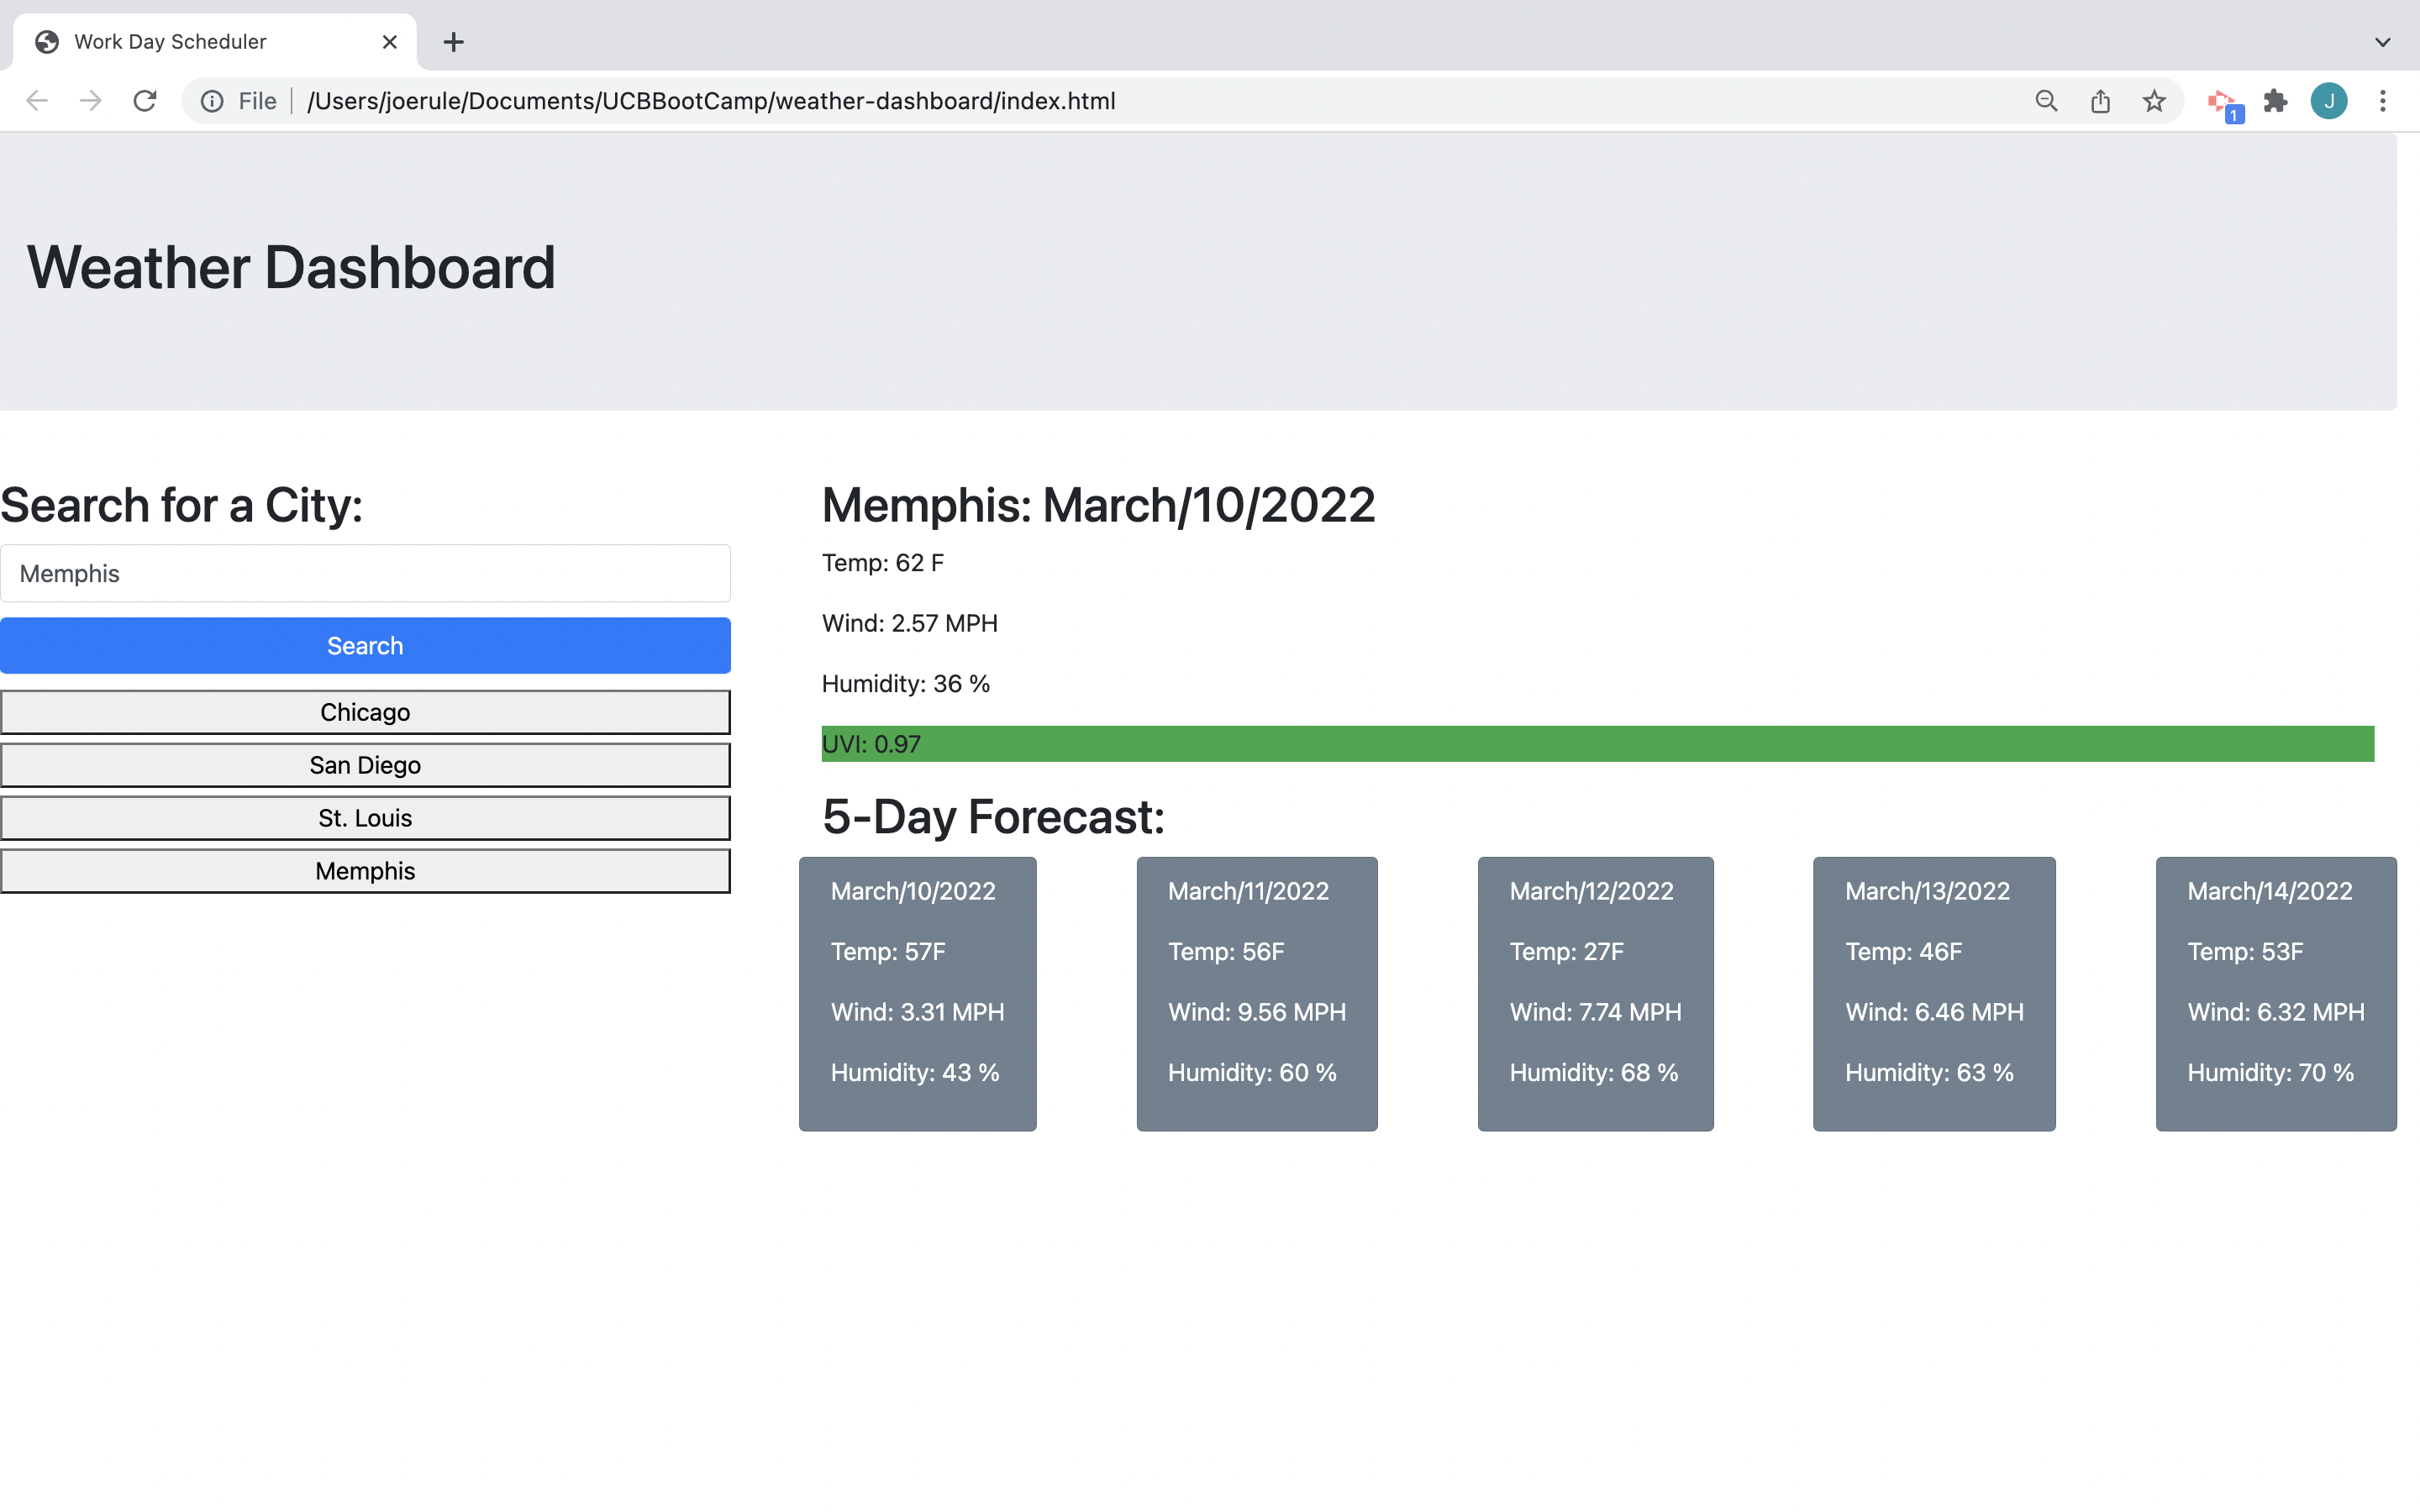 Work Day Scheduler
File
/Users/joerule/Documents/UCBBootCamp/weather-dashboard/index.html
1
J
Weather Dashboard
Search for a City:
Memphis
Search
Chicago
San Diego
St. Louis
Memphis
Memphis: March/10/2022
Temp: 62 F
Wind: 2.57 MPH
Humidity: 36 %
UVI: 0.97
5-Day Forecast:
March/10/2022
Temp: 57F
Wind: 3.31 MPH
Humidity: 43 %
March/11/2022
Temp: 56F
Wind: 9.56 MPH
Humidity: 60 %
March/12/2022
Temp: 27F
Wind: 7.74 MPH
Humidity: 68 %
March/13/2022
Temp: 46F
Wind: 6.46 MPH
Humidity: 63 %
March/14/2022
Temp: 53F
Wind: 6.32 MPH
Humidity: 70 %